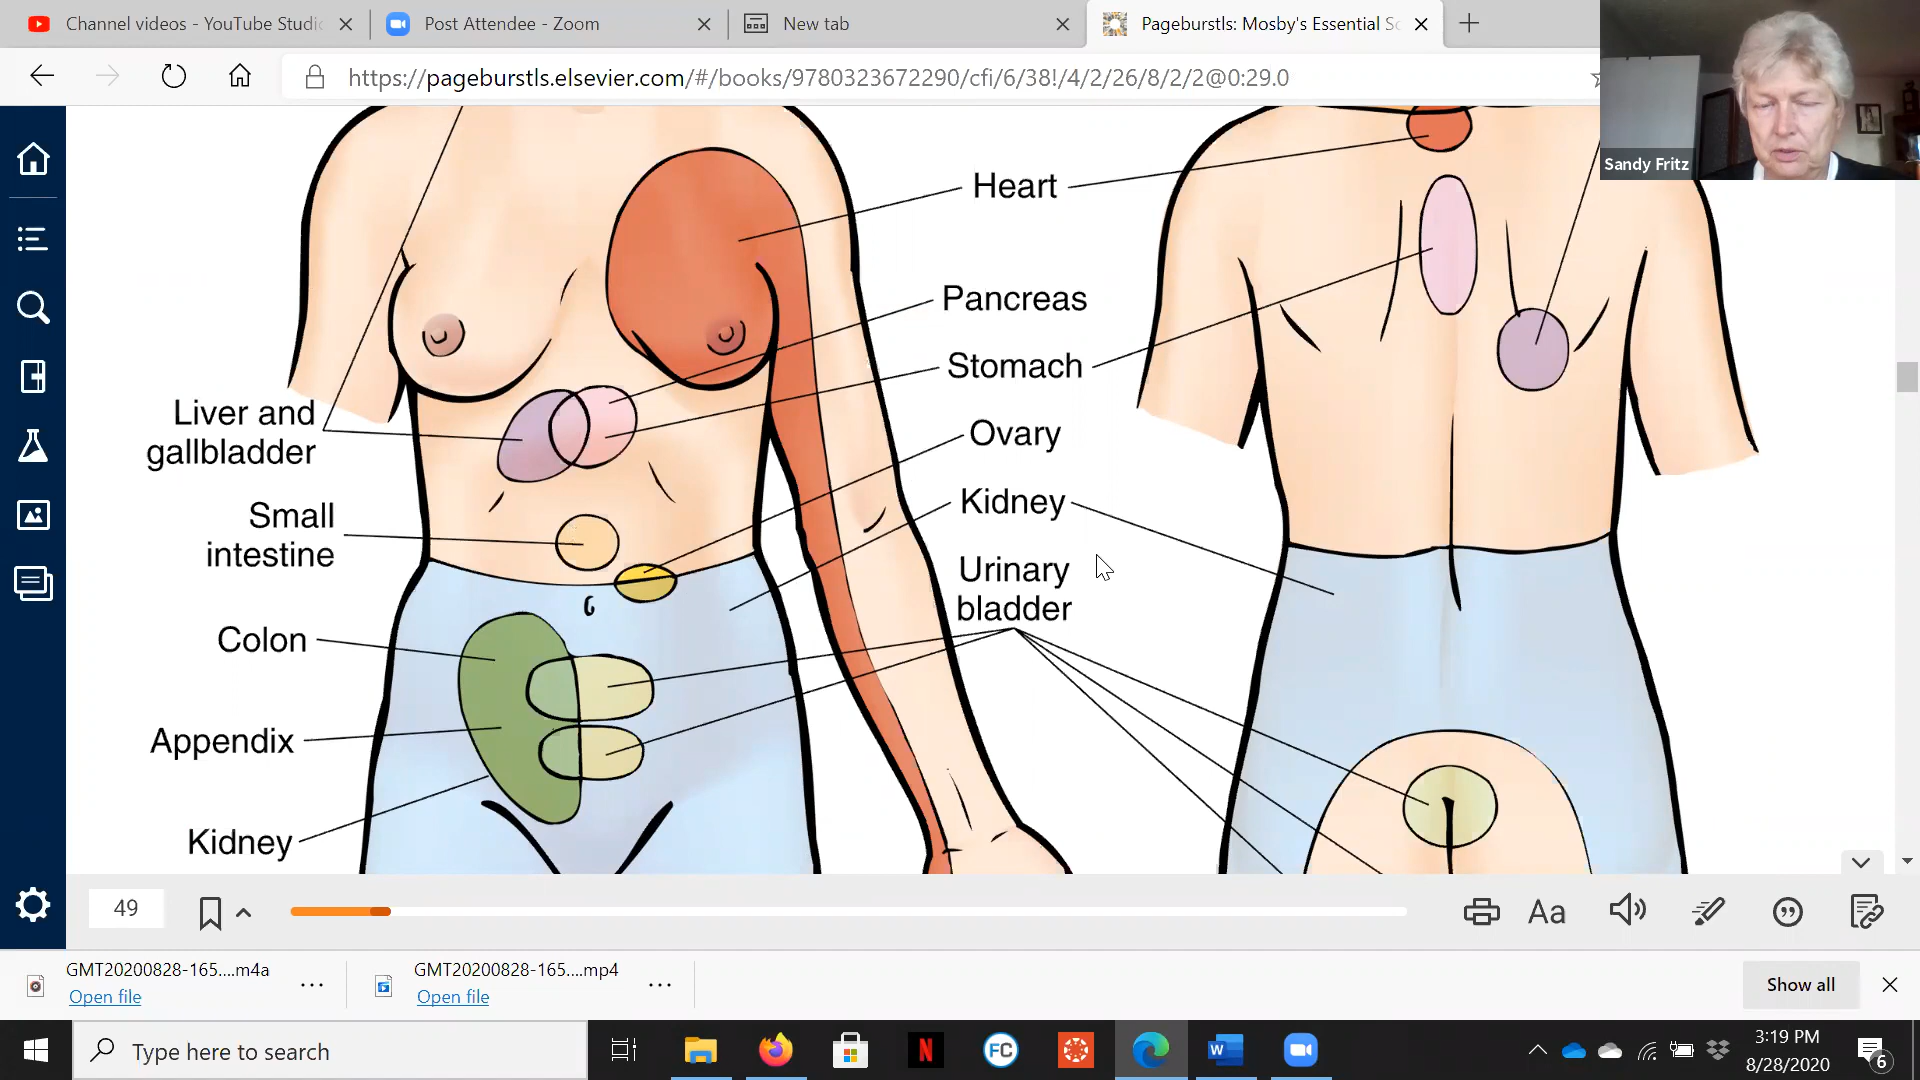 Channel videos - YouTube Studi
Post Attendee - Zoom
New tab
Pageburstls: Mosby's Essential Sc
https://pageburstls.elsevier.com/#/books/9780323672290/cfi/6/38!/4/2/26/8/2/2@0:29.0
Sandy Fritz
Heart
Pancreas
Stomach
Liver and
gallbladder
Ovary
Kidney
Small
intestine
Urinary
bladder
Colon
Appendix
Kidney
49
Aa
GMT20200828-165....m4a
Open file
GMT20200828-165....mp4
Open file
Show all
Type here to search
N
FC
W
3:19 PM
8/28/2020
6